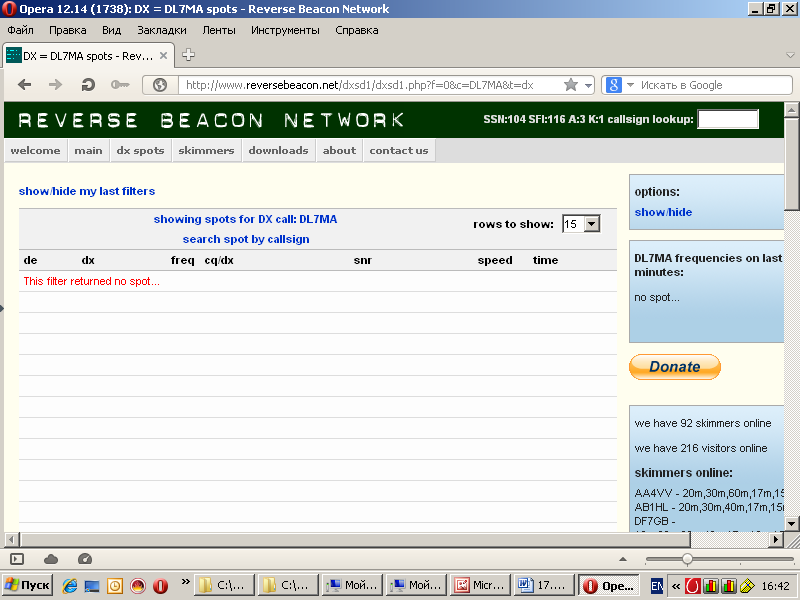 Opera 12.14 (1738): DX = DL7MA spots - Reverse Beacon Network
Файл Правка Вид Закладки Ленты Инструменты Справка
DX = DL7MA spots - Rev...
http://www.reversebeacon.net/dxsd1/dxsd1.php?f=0&c=DL7MA&t=dx
Искать в Google
REVERSE BEACON NETWORK
SSN:104 SFI:116 A:3 K:1 callsign lookup:
welcome main dx spots skimmers downloads about contact us
show/hide my last filters
showing spots for DX call: DL7MA
search spot by callsign
rows to show: 15
de dx freq cq/dx snr speed time
This filter returned no spot...
options:
show/hide
DL7MA frequencies on last
minutes:
no spot...
Donate
we have 92 skimmers online
we have 216 visitors online
skimmers online:
AA4VV - 20m,30m,60m,17m,15
AB1HL - 20m,30m,40m,17m,15m
DF7GB -
Пуск
C:\...
C:\...
Мой...
Мой...
Micr...
17....
Ope...
EN
16:42